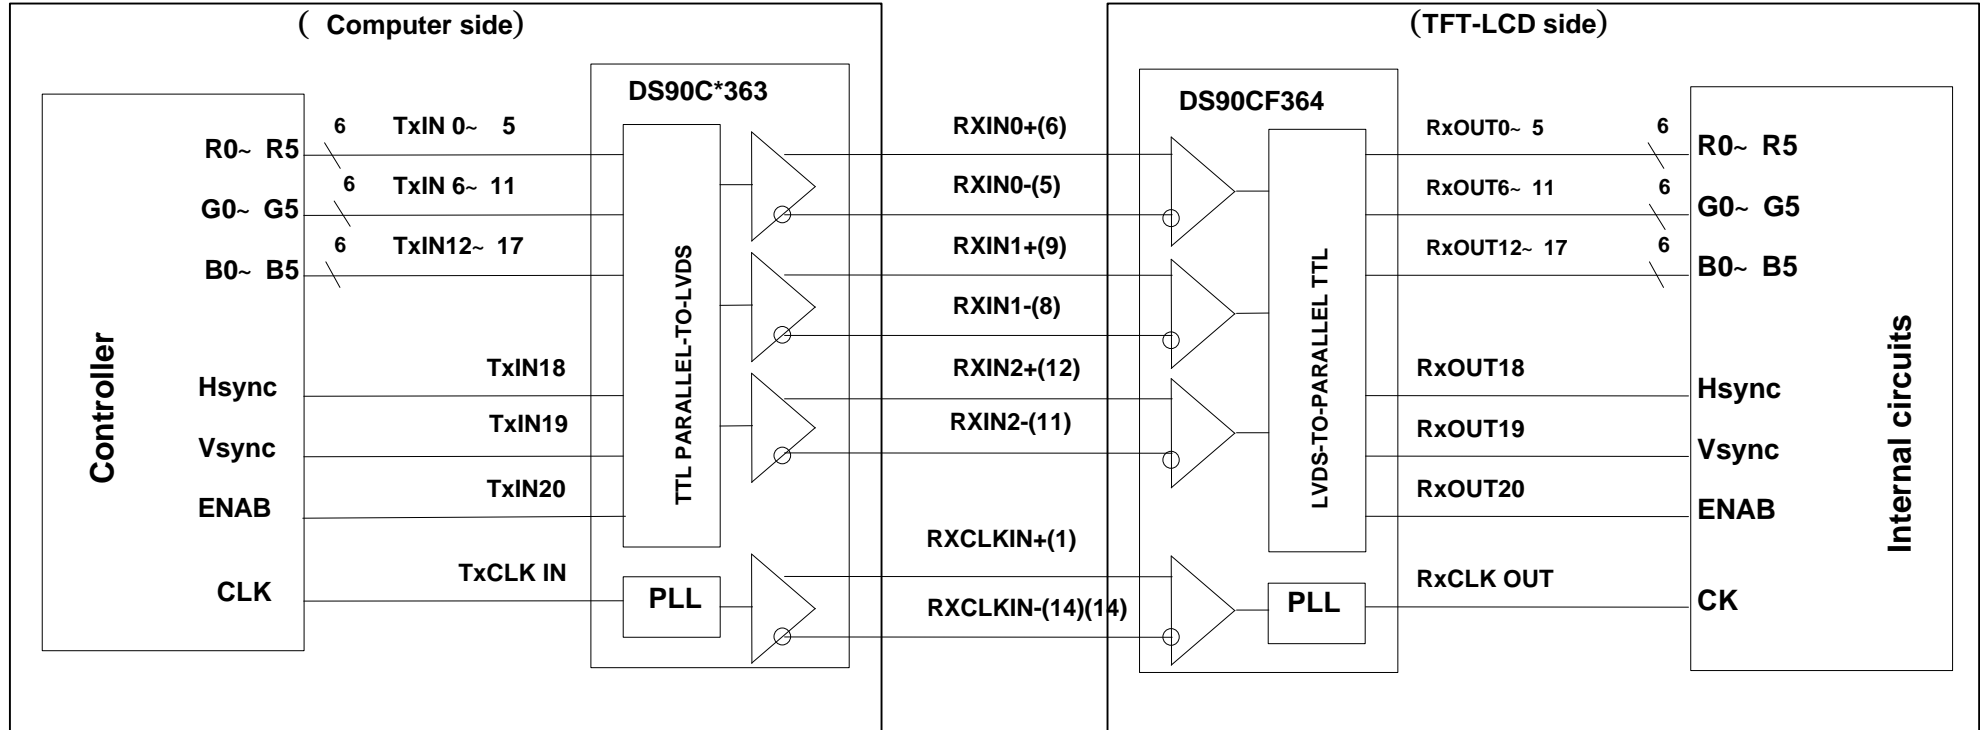 ( Computer side)
(TFT-LCD side)
DS90C*363
DS90CF364
R0~ R5
6
TxIN 0~ 5
G0~ G5
6
TxIN 6~ 11
B0~ B5
6
TxIN12~ 17
Hsync
TxIN18
Vsync
TxIN19
ENAB
TxIN20
CLK
TxCLK IN
Controller
TTL PARALLEL-TO-LVDS
PLL
RXIN0+(6)
RXIN0-(5)
RXIN1+(9)
RXIN1-(8)
RXIN2+(12)
RXIN2-(11)
RXCLKIN+(1)
RXCLKIN-(14)(14)
LVDS-TO-PARALLEL TTL
PLL
RxOUT0~ 5
6
R0~ R5
RxOUT6~ 11
6
G0~ G5
RxOUT12~ 17
6
B0~ B5
RxOUT18
Hsync
RxOUT19
Vsync
RxOUT20
ENAB
RxCLK OUT
CK
Internal circuits